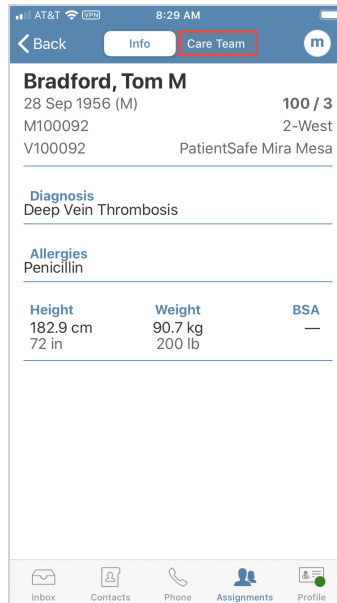 AT&T VPN 8:29 AM
Back Info Care Team m
Bradford, Tom M
28 Sep 1956 (M) 100 / 3
M100092 2-West
V100092 PatientSafe Mira Mesa
Diagnosis
Deep Vein Thrombosis
Allergies
Penicillin
Height Weight BSA
182.9 cm 90.7 kg —
72 in 200 lb
Inbox Contacts Phone Assignments Profile